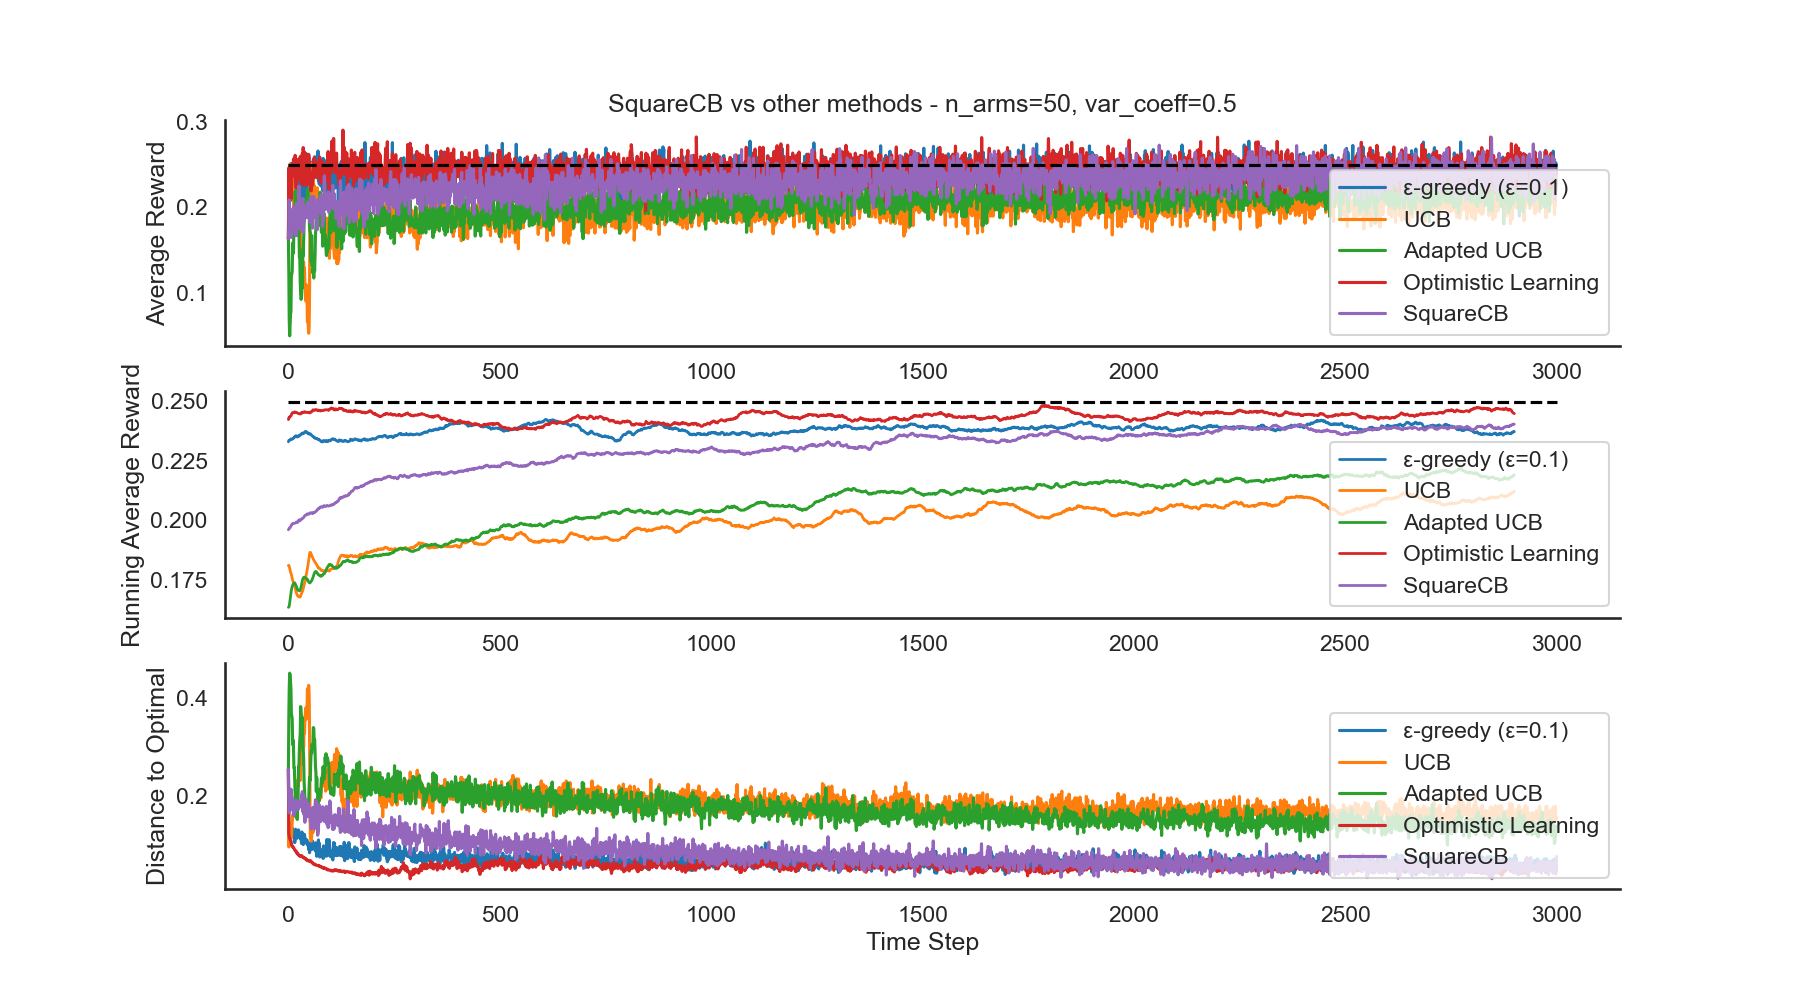 SquareCB vs other methods - n_arms=50, var_coeff=0.5
Average Reward
0.3
0.2
0.1
0 500 1000 1500 2000 2500 3000
ε-greedy (ε=0.1)
UCB
Adapted UCB
Optimistic Learning
SquareCB
Running Average Reward
0.250
0.225
0.200
0.175
0 500 1000 1500 2000 2500 3000
ε-greedy (ε=0.1)
UCB
Adapted UCB
Optimistic Learning
SquareCB
Distance to Optimal
0.4
0.2
0 500 1000 1500 2000 2500 3000
ε-greedy (ε=0.1)
UCB
Adapted UCB
Optimistic Learning
SquareCB
Time Step